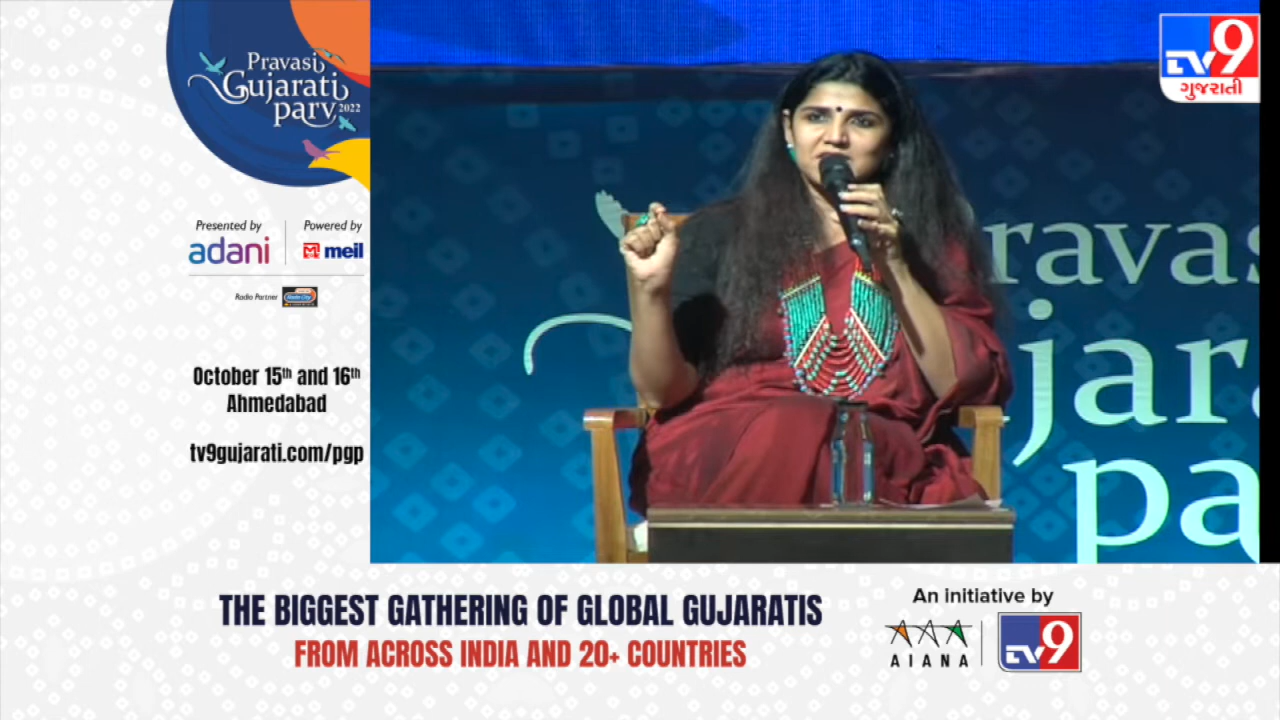 Pravasi
Gujarati
parv 2022
Presented by
adani
Powered by
meil
Radio Partner
Radio City
October 15th and 16th
Ahmedabad
tv9gujarati.com/pgp
TV9
ગુજરાતી
ravas
jara
pa
THE BIGGEST GATHERING OF GLOBAL GUJARATIS
FROM ACROSS INDIA AND 20+ COUNTRIES
An initiative by
AIANA
TV9